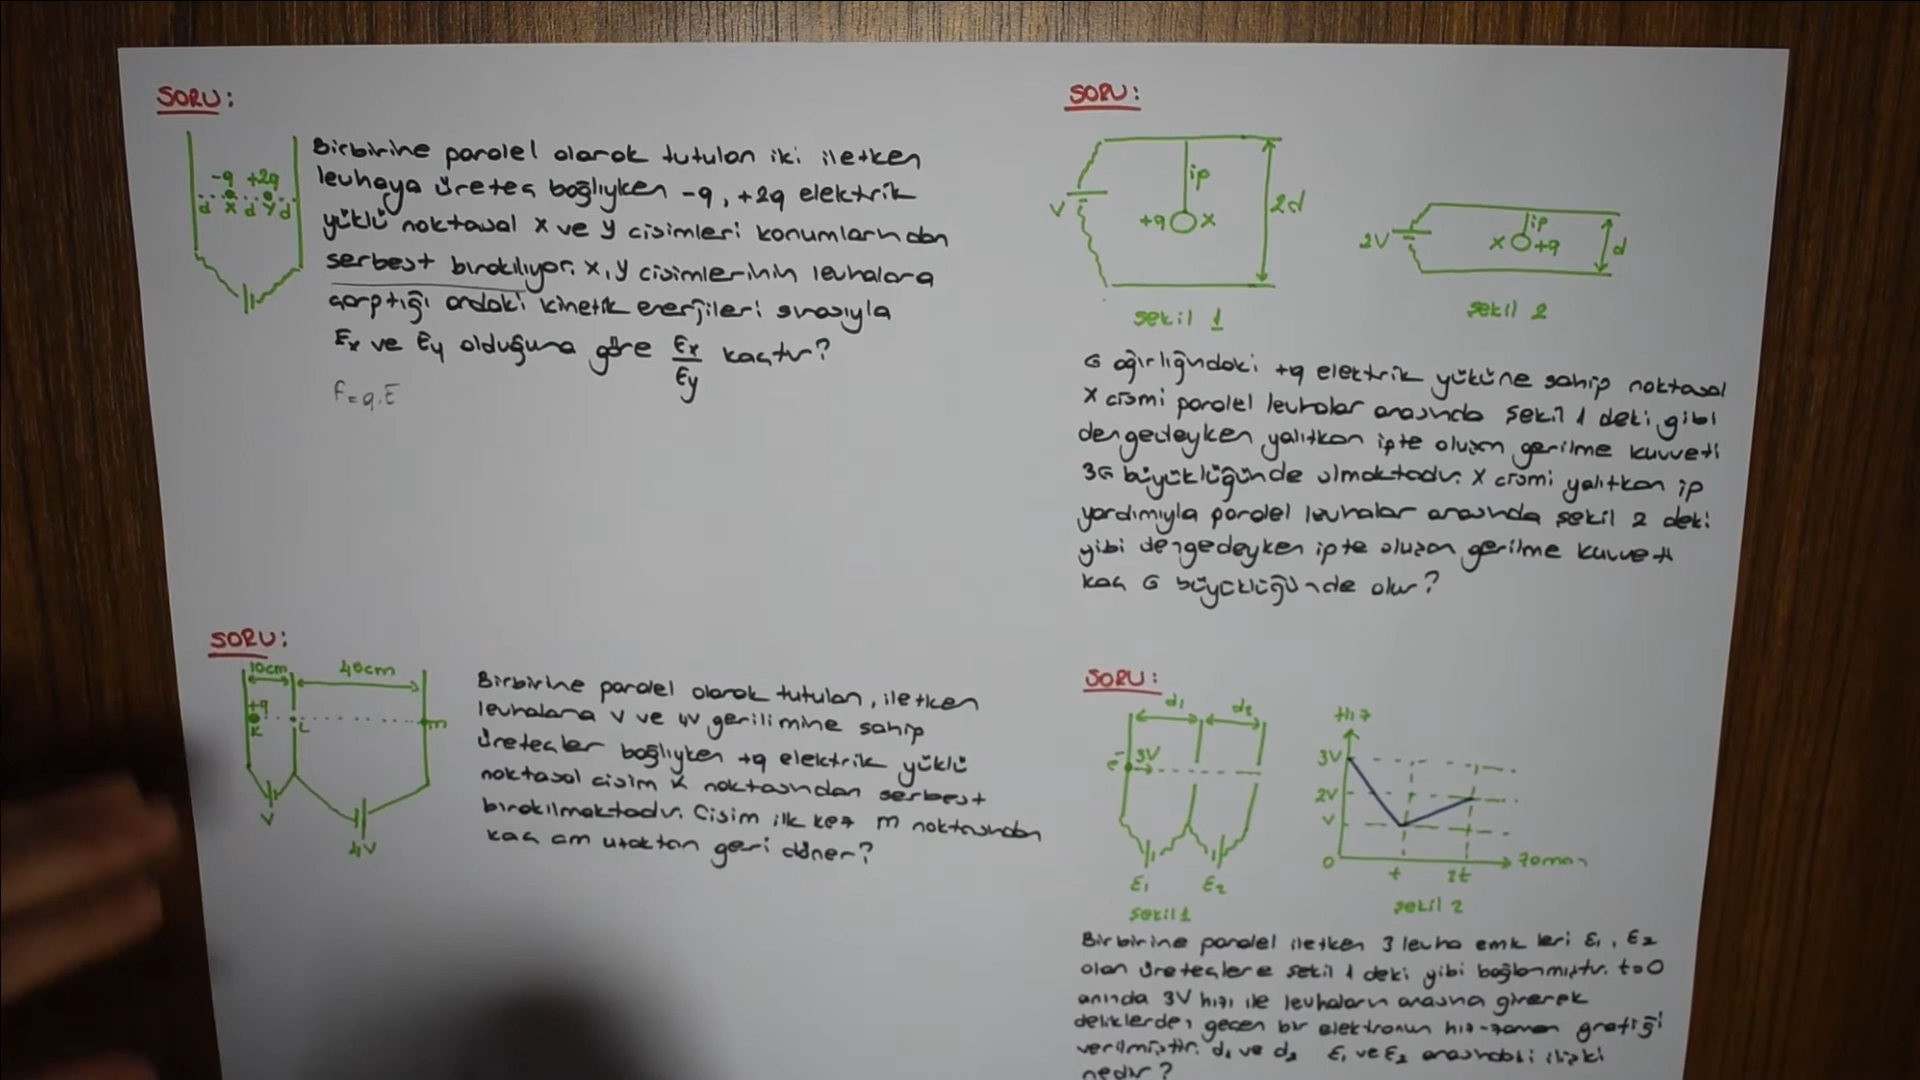 SORU:
-q +2q
d x d y d
Birbirine paralel olarak tutulan iki iletken
levhaya üreteç bağlıyken -q, +2q elektrik
yüklü noktasal x ve y cisimleri konumlarından
serbest bırakılıyor. x, y cisimlerinin levhalara
çarptığı andaki kinetik enerjileri sırasıyla
Ex ve Ey olduğuna göre Ex/Ey kaçtır?
F=q.E
SORU:
V
ip
+q X
2d
Şekil 1
2V
ip
X +q
d
Şekil 2
G ağırlığındaki +q elektrik yüküne sahip noktasal
X cismi paralel levhalar arasında şekil 1 deki gibi
dengedeyken yalıtkan ipte oluşan gerilme kuvveti
3G büyüklüğünde olmaktadır. X cismi yalıtkan ip
yardımıyla paralel levhalar arasında şekil 2 deki
gibi dengedeyken ipte oluşan gerilme kuvveti
kaç G büyüklüğünde olur?
SORU:
10cm 40cm
+q
K L m
V
4V
Birbirine paralel olarak tutulan, iletken
levhalara V ve 4V gerilimine sahip
üreteçler bağlıyken +q elektrik yüklü
noktasal cisim K noktasından serbest
bırakılmaktadır. Cisim ilk kez m noktasından
kaç cm uzaktan geri döner?
SORU:
d1 d2
e- 3V
E1 E2
Şekil 1
Hız
3V
2V
V
0
t 2t
zaman
Şekil 2
Birbirine paralel iletken 3 levha emk leri E1, E2
olan üreteçlere şekil 1 deki gibi bağlanmıştır. t=0
anında 3V hızı ile levhaların arasına girerek
deliklerden geçen bir elektronun hız-zaman grafiği
verilmiştir. d1 ve d2 E1 ve E2 arasındaki ilişki
nedir?